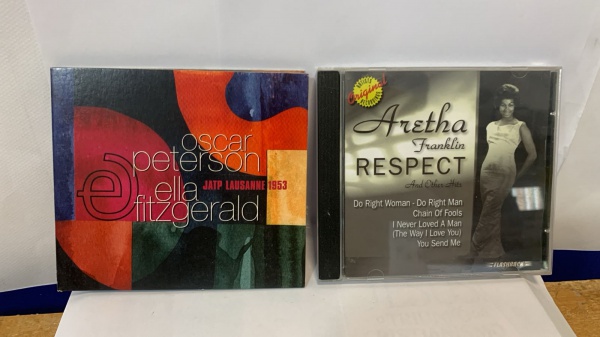 oscar
peterson
JATP LAUSANNE 1953
ella
fitzgerald
e
Original
Aretha
Franklin
RESPECT
And Other Hits
Do Right Woman - Do Right Man
Chain Of Fools
I Never Loved A Man
(The Way I Love You)
You Send Me
FLASHBACK